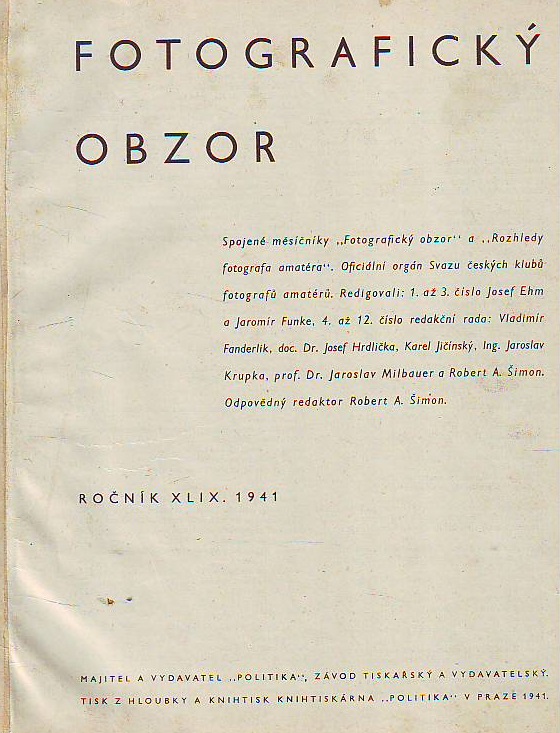 FOTOGRAFICKÝ
OBZOR
Spojené měsíčníky „Fotografický obzor" a „Rozhledy
fotografa amatéra". Oficiální orgán Svazu českých klubů
fotografů amatérů. Redigovali: 1. až 3. číslo Josef Ehm
a Jaromír Funke, 4. až 12. číslo redakční rada: Vladimír
Fanderlik, doc. Dr. Josef Hrdlička, Karel Jičínský, Ing. Jaroslav
Krupka, prof. Dr. Jaroslav Milbauer a Robert A. Šimon.
Odpovědný redaktor Robert A. Šimon.
ROČNÍK XLIX. 1941
MAJITEL A VYDAVATEL „POLITIKA", ZÁVOD TISKAŘSKÝ A VYDAVATELSKÝ.
TISK Z HLOUBKY A KNIHTISK KNIHTISKÁRNA „POLITIKA" V PRAZE 1941.